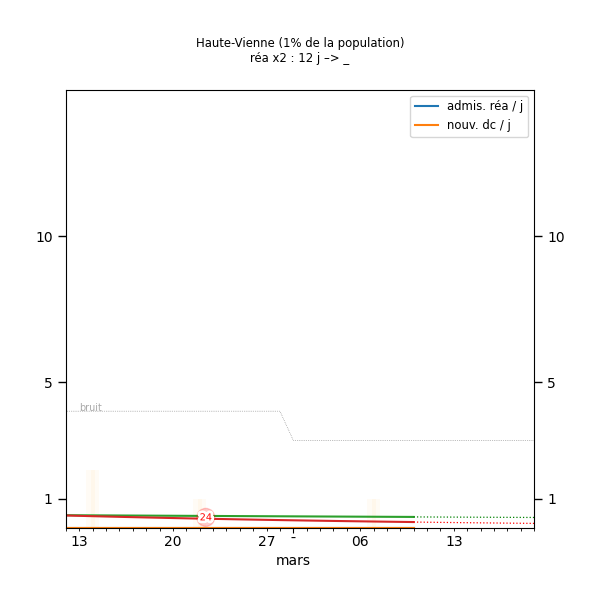 Haute-Vienne (1% de la population)
réa x2 : 12 j –> _
admis. réa / j
nouv. dc / j
10 10
5 5
bruit
1 1
24
13 20 27 - 06 13
mars